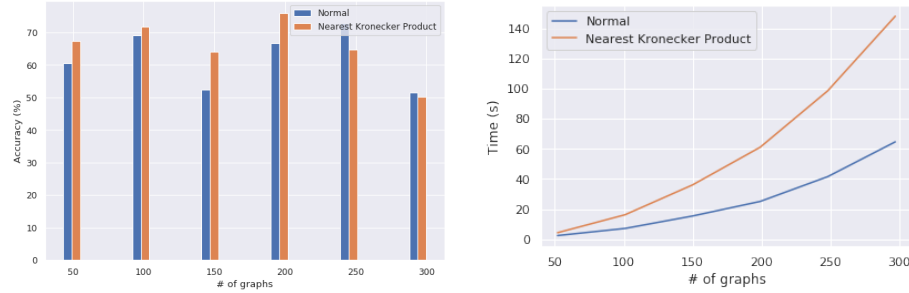 Normal
Nearest Kronecker Product
70
60
50
40
30
20
10
0
Accuracy (%)
50 100 150 200 250 300
# of graphs
Normal
Nearest Kronecker Product
140
120
100
80
60
40
20
0
Time (s)
50 100 150 200 250 300
# of graphs